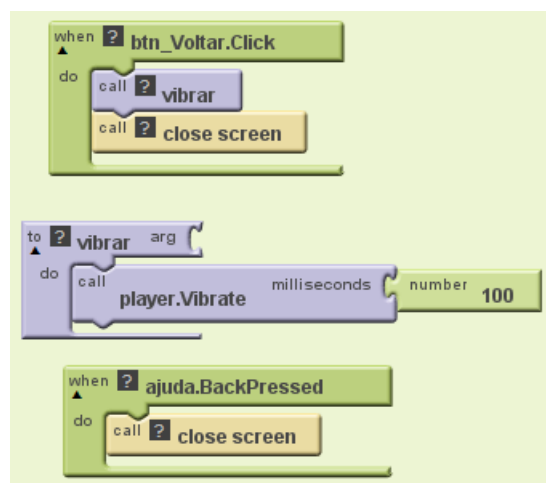 when ? btn_Voltar.Click
do
call ? vibrar
call ? close screen
to ? vibrar arg
do
call player.Vibrate milliseconds number 100
when ? ajuda.BackPressed
do
call ? close screen